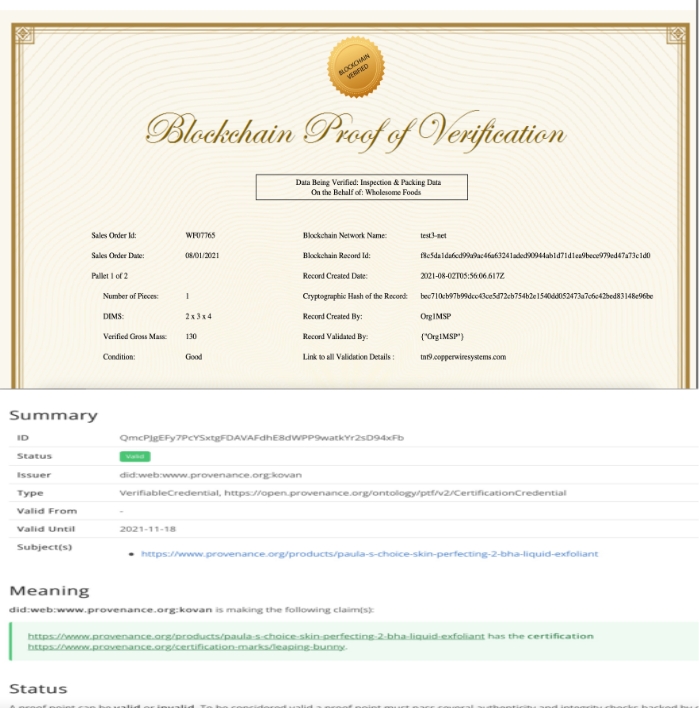 BLOCKCHAIN
VERIFIED
Blockchain Proof of Verification
Data Being Verified: Inspection & Packing Data
On the Behalf of: Wholesome Foods
Sales Order Id: WF07765 Blockchain Network Name: test3-net
Sales Order Date: 08/01/2021 Blockchain Record Id: f8c5da1da6cd99a9ac46a63241aded90944ab1d71d1ea9bece979ed47a73c1d0
Pallet 1 of 2 Record Created Date: 2021-08-02T05:56:06.617Z
Number of Pieces: 1 Cryptographic Hash of the Record: bec710cb97b99dcc43ce5d72cb754b2e1540dd052473a7c6c42bed83148e96be
DIMS: 2 x 3 x 4 Record Created By: Org1MSP
Verified Gross Mass: 130 Record Validated By: {"Org1MSP"}
Condition: Good Link to all Validation Details : tnt9.copperwiresystems.com
Summary
ID QmcPJgEFy7PcYSxtgFDAVAFdhE8dWPP9watkYr2sD94xFb
Status Valid
Issuer did:web:www.provenance.org:kovan
Type VerifiableCredential, https://open.provenance.org/ontology/ptf/v2/CertificationCredential
Valid From -
Valid Until 2021-11-18
Subject(s) • https://www.provenance.org/products/paula-s-choice-skin-perfecting-2-bha-liquid-exfoliant
Meaning
did:web:www.provenance.org:kovan is making the following claim(s):
https://www.provenance.org/products/paula-s-choice-skin-perfecting-2-bha-liquid-exfoliant has the certification
https://www.provenance.org/certification-marks/leaping-bunny.
Status
A proof point can be valid or invalid. To be considered valid a proof point must pass several authenticity and integrity checks backed by